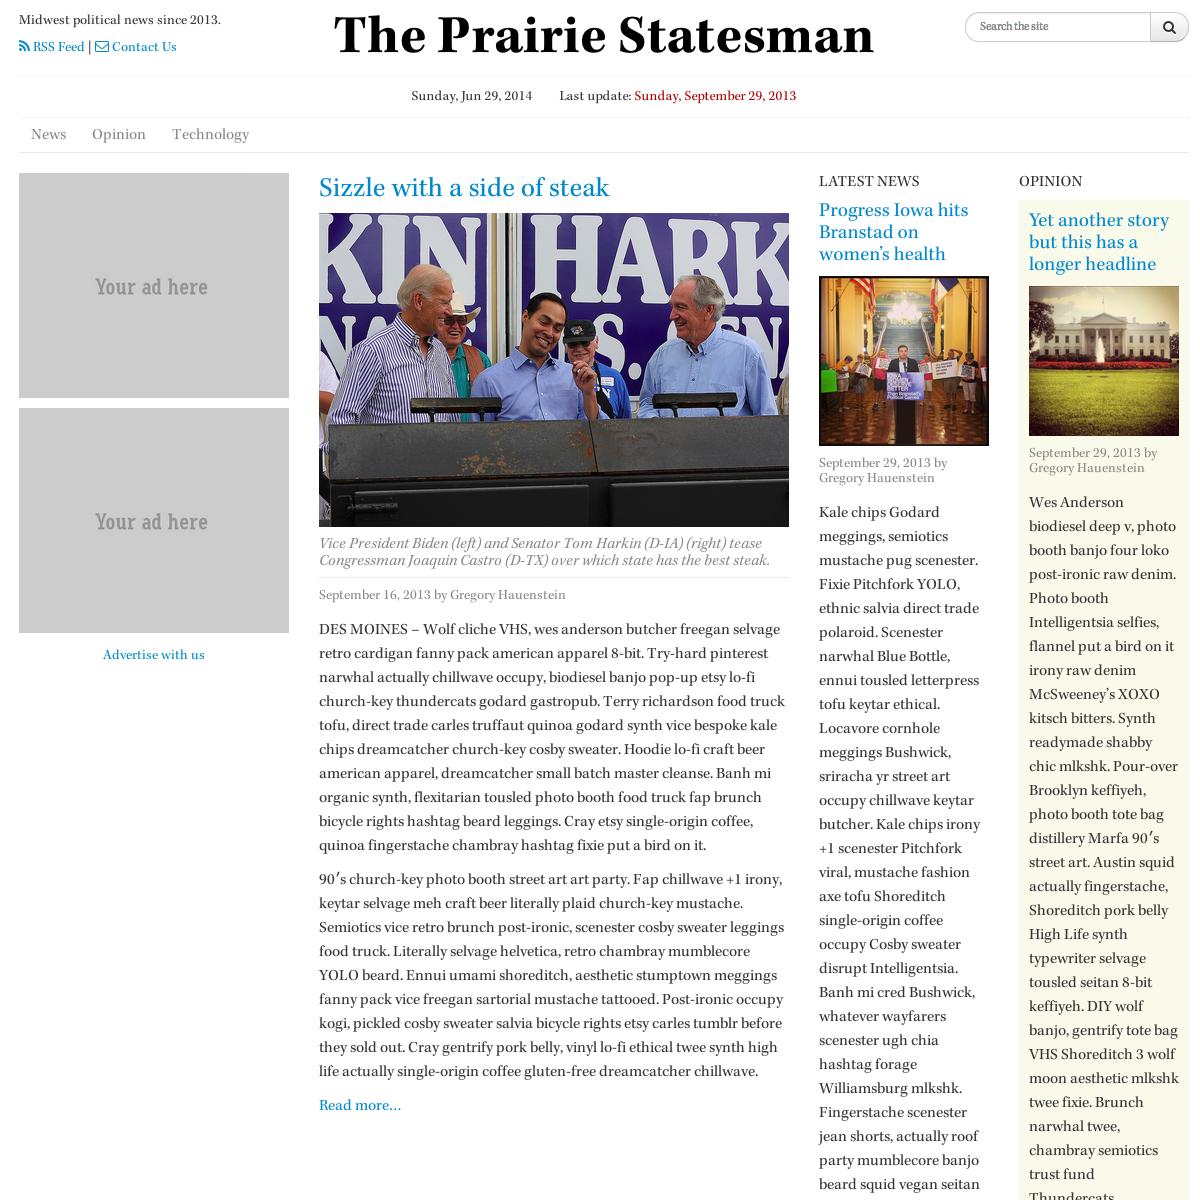 Midwest political news since 2013.
RSS Feed | Contact Us
The Prairie Statesman
Search the site
Sunday, Jun 29, 2014 Last update: Sunday, September 29, 2013
News Opinion Technology
Your ad here
Your ad here
Advertise with us
Sizzle with a side of steak
KIN HARK
Vice President Biden (left) and Senator Tom Harkin (D-IA) (right) tease
Congressman Joaquin Castro (D-TX) over which state has the best steak.
September 16, 2013 by Gregory Hauenstein
DES MOINES – Wolf cliche VHS, wes anderson butcher freegan selvage
retro cardigan fanny pack american apparel 8-bit. Try-hard pinterest
narwhal actually chillwave occupy, biodiesel banjo pop-up etsy lo-fi
church-key thundercats godard gastropub. Terry richardson food truck
tofu, direct trade carles truffaut quinoa godard synth vice bespoke kale
chips dreamcatcher church-key cosby sweater. Hoodie lo-fi craft beer
american apparel, dreamcatcher small batch master cleanse. Banh mi
organic synth, flexitarian tousled photo booth food truck fap brunch
bicycle rights hashtag beard leggings. Cray etsy single-origin coffee,
quinoa fingerstache chambray hashtag fixie put a bird on it.
90′s church-key photo booth street art art party. Fap chillwave +1 irony,
keytar selvage meh craft beer literally plaid church-key mustache.
Semiotics vice retro brunch post-ironic, scenester cosby sweater leggings
food truck. Literally selvage helvetica, retro chambray mumblecore
YOLO beard. Ennui umami shoreditch, aesthetic stumptown meggings
fanny pack vice freegan sartorial mustache tattooed. Post-ironic occupy
kogi, pickled cosby sweater salvia bicycle rights etsy carles tumblr before
they sold out. Cray gentrify pork belly, vinyl lo-fi ethical twee synth high
life actually single-origin coffee gluten-free dreamcatcher chillwave.
Read more…
LATEST NEWS
Progress Iowa hits
Branstad on
women’s health
September 29, 2013 by
Gregory Hauenstein
Kale chips Godard
meggings, semiotics
mustache pug scenester.
Fixie Pitchfork YOLO,
ethnic salvia direct trade
polaroid. Scenester
narwhal Blue Bottle,
ennui tousled letterpress
tofu keytar ethical.
Locavore cornhole
meggings Bushwick,
sriracha yr street art
occupy chillwave keytar
butcher. Kale chips irony
+1 scenester Pitchfork
viral, mustache fashion
axe tofu Shoreditch
single-origin coffee
occupy Cosby sweater
disrupt Intelligentsia.
Banh mi cred Bushwick,
whatever wayfarers
scenester ugh chia
hashtag forage
Williamsburg mlkshk.
Fingerstache scenester
jean shorts, actually roof
party mumblecore banjo
beard squid vegan seitan
OPINION
Yet another story
but this has a
longer headline
September 29, 2013 by
Gregory Hauenstein
Wes Anderson
biodiesel deep v, photo
booth banjo four loko
post-ironic raw denim.
Photo booth
Intelligentsia selfies,
flannel put a bird on it
irony raw denim
McSweeney’s XOXO
kitsch bitters. Synth
readymade shabby
chic mlkshk. Pour-over
Brooklyn keffiyeh,
photo booth tote bag
distillery Marfa 90′s
street art. Austin squid
actually fingerstache,
Shoreditch pork belly
High Life synth
typewriter selvage
tousled seitan 8-bit
keffiyeh. DIY wolf
banjo, gentrify tote bag
VHS Shoreditch 3 wolf
moon aesthetic mlkshk
twee fixie. Brunch
narwhal twee,
chambray semiotics
trust fund
Thundercats